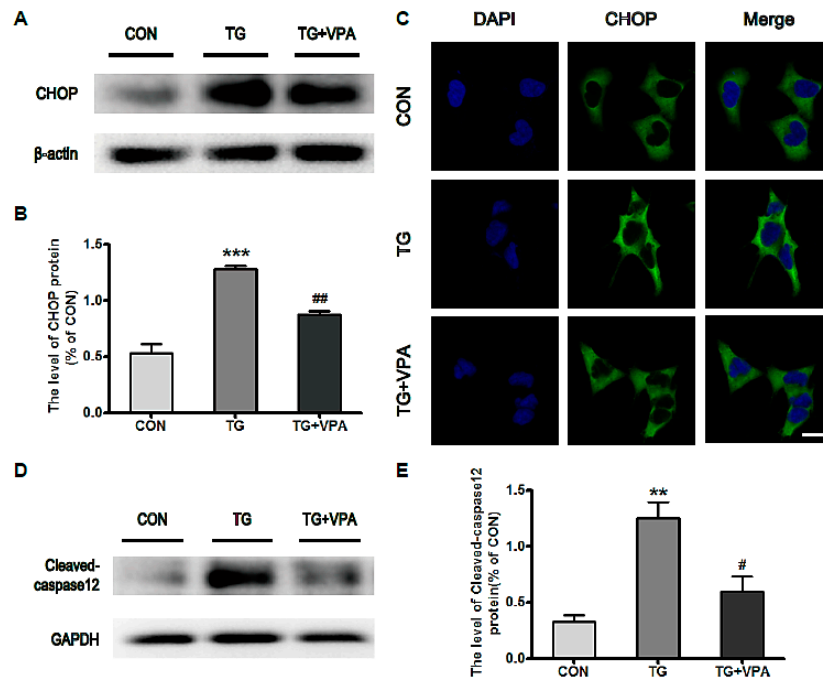 A
CON TG TG+VPA
CHOP
β-actin
B
The level of CHOP protein
(% of CON)
1.5
1.0
0.5
0.0
***
##
CON TG TG+VPA
C
DAPI CHOP Merge
CON
TG
TG+VPA
D
CON TG TG+VPA
Cleaved-
caspase12
GAPDH
E
The level of Cleaved-caspase12
protein(% of CON)
1.5
1.0
0.5
0.0
**
#
CON TG TG+VPA